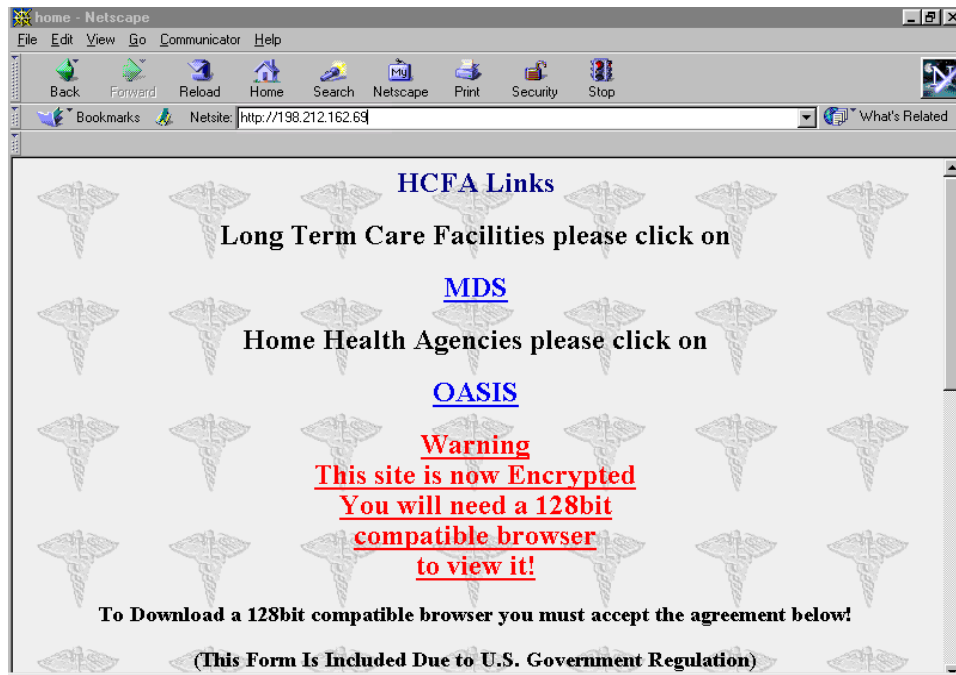 home - Netscape
File Edit View Go Communicator Help
My
Back Forward Reload Home Search Netscape Print Security Stop
N
Bookmarks Netsite: http://198.212.162.69 What's Related
HCFA Links
Long Term Care Facilities please click on
MDS
Home Health Agencies please click on
OASIS
Warning
This site is now Encrypted
You will need a 128bit
compatible browser
to view it!
To Download a 128bit compatible browser you must accept the agreement below!
(This Form Is Included Due to U.S. Government Regulation)